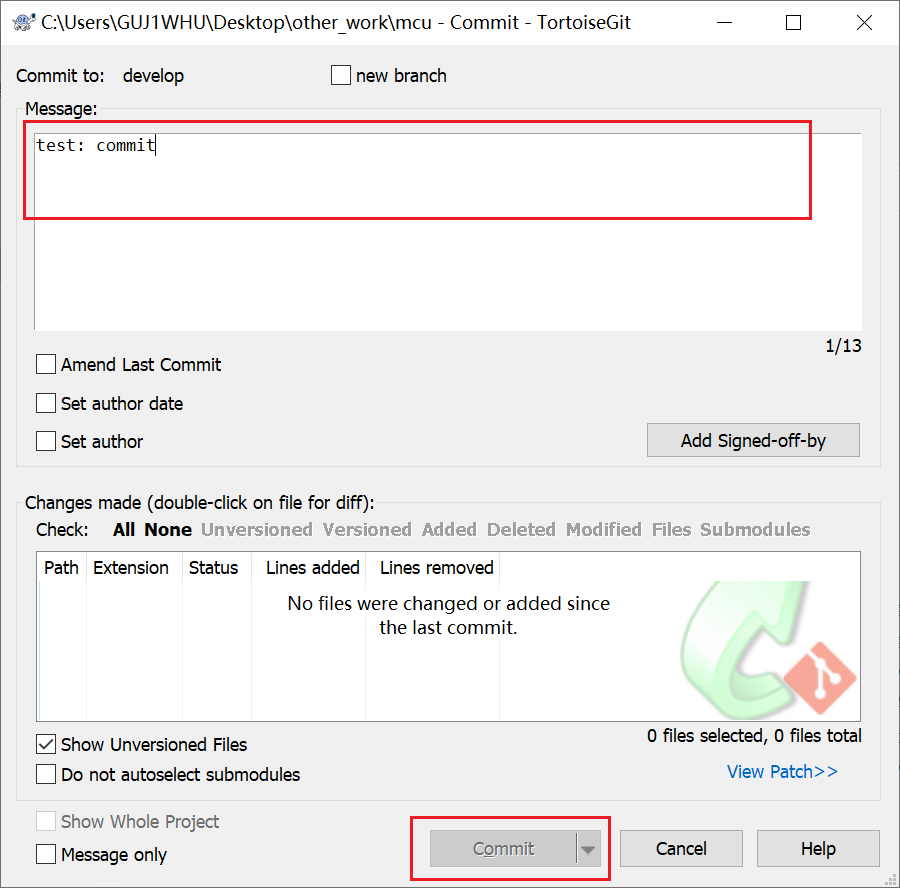 C:\Users\GUJ1WHU\Desktop\other_work\mcu - Commit - TortoiseGit
Commit to: develop new branch
Message:
test: commit
1/13
Amend Last Commit
Set author date
Set author
Add Signed-off-by
Changes made (double-click on file for diff):
Check: All None Unversioned Versioned Added Deleted Modified Files Submodules
Path Extension Status Lines added Lines removed
No files were changed or added since
the last commit.
0 files selected, 0 files total
Show Unversioned Files
Do not autoselect submodules
View Patch>>
Show Whole Project
Message only
Commit Cancel Help